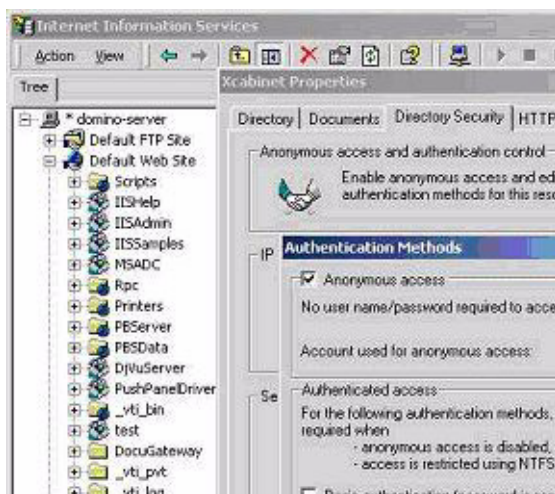 Internet Information Services
Action View
Tree
* domino-server
Default FTP Site
Default Web Site
Scripts
IISHelp
IISAdmin
IISSamples
MSADC
Rpc
Printers
PBServer
PBSData
DjVuServer
PushPanelDriver
_vti_bin
test
DocuGateway
_vti_pvt
_vti_log
Xcabinet Properties
Directory Documents Directory Security HTTP
Anonymous access and authentication control
Enable anonymous access and ed
authentication methods for this res
IP
Se
Authentication Methods
Anonymous access
No user name/password required to acce
Account used for anonymous access:
Authenticated access
For the following authentication methods,
required when
- anonymous access is disabled,
- access is restricted using NTFS